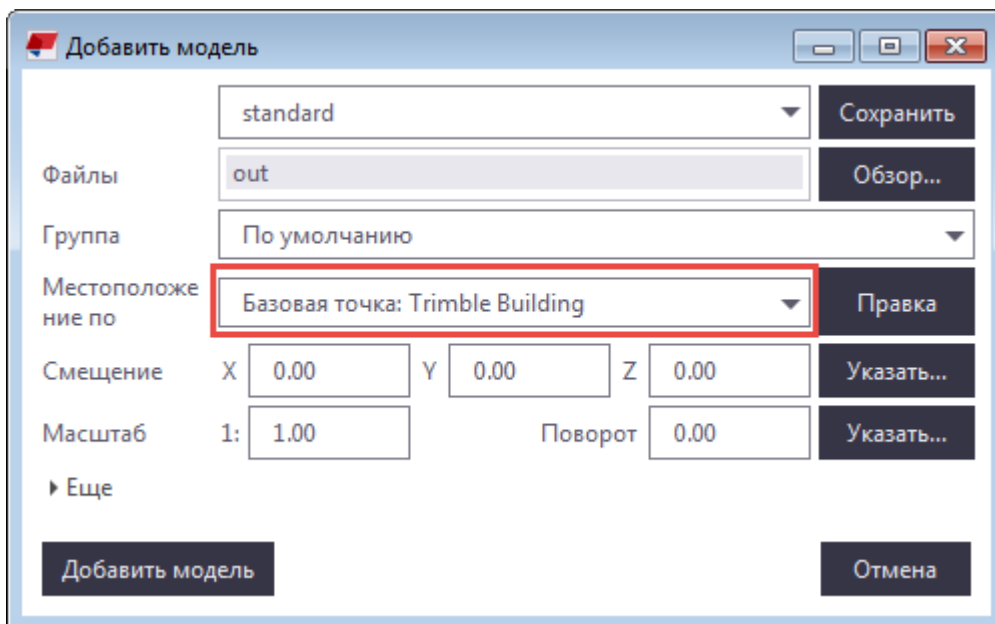 Добавить модель
standard Сохранить
Файлы out Обзор...
Группа По умолчанию
Местоположе
ние по Базовая точка: Trimble Building Правка
Смещение X 0.00 Y 0.00 Z 0.00 Указать...
Масштаб 1: 1.00 Поворот 0.00 Указать...
Еще
Добавить модель Отмена